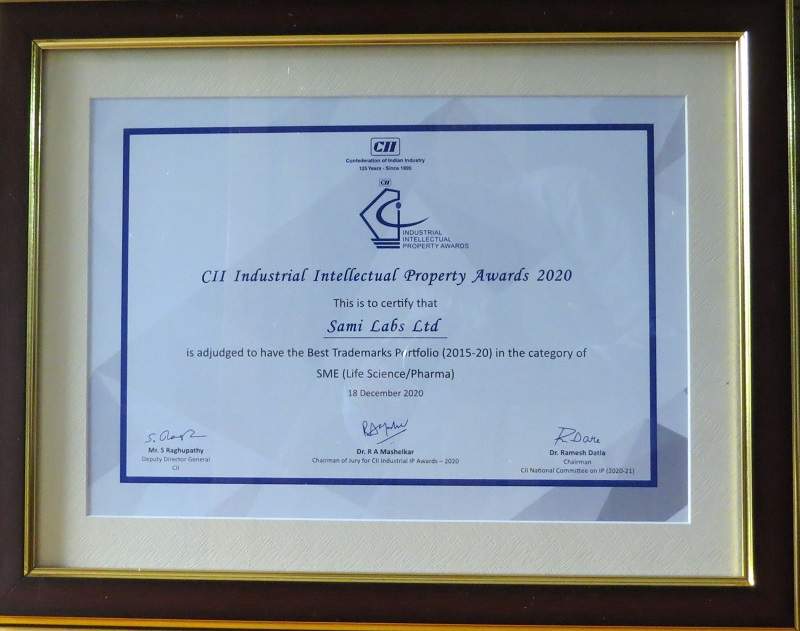 CII
Confederation of Indian Industry
125 Years - Since 1895
CII
INDUSTRIAL
INTELLECTUAL
PROPERTY AWARDS
CII Industrial Intellectual Property Awards 2020
This is to certify that
Sami Labs Ltd
is adjudged to have the Best Trademarks Portfolio (2015-20) in the category of
SME (Life Science/Pharma)
18 December 2020
Mr. S Raghupathy
Deputy Director General
CII
Dr. R A Mashelkar
Chairman of Jury for CII Industrial IP Awards – 2020
R Dare
Dr. Ramesh Datla
Chairman
CII National Committee on IP (2020-21)